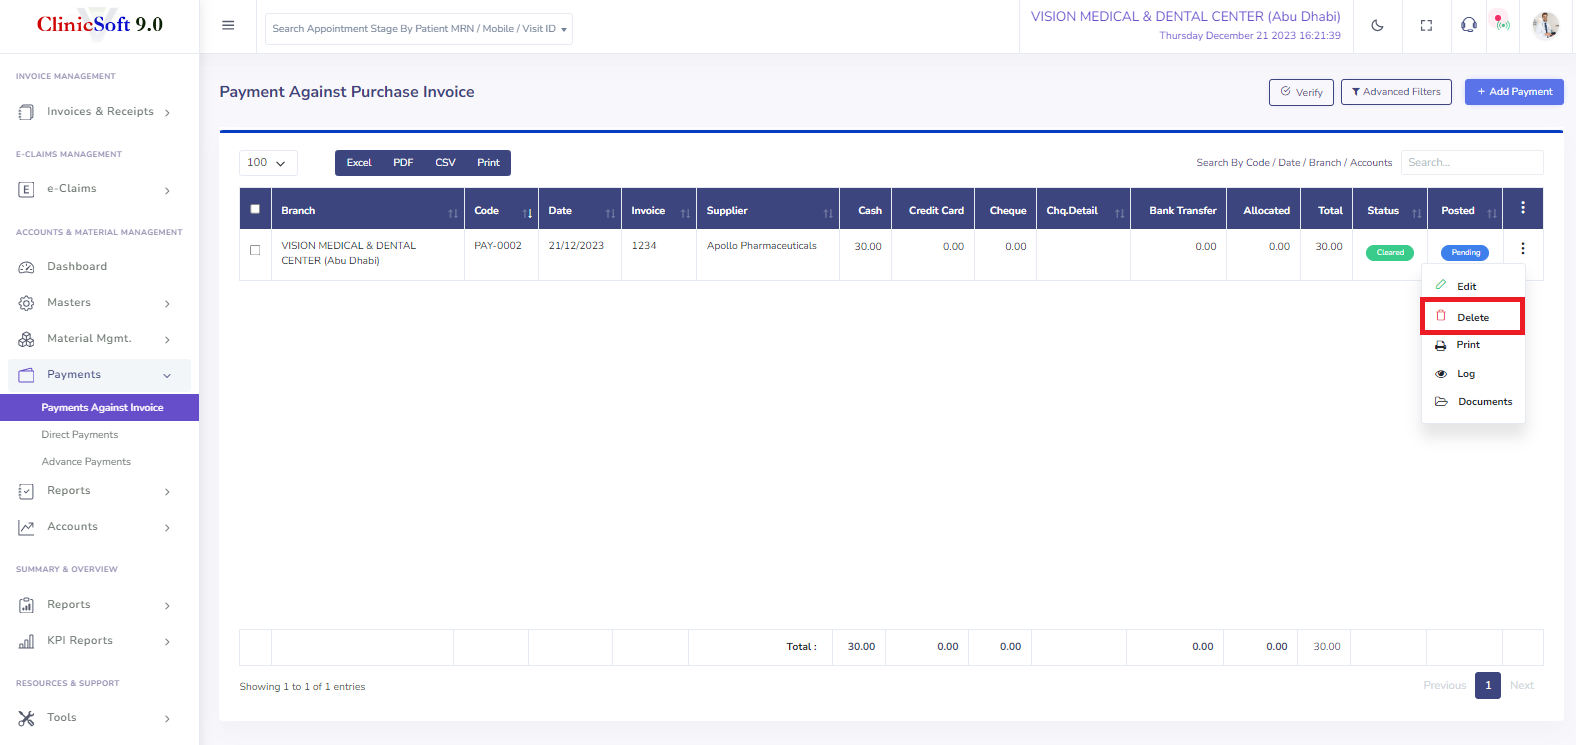 ClinicSoft 9.0
Search Appointment Stage By Patient MRN / Mobile / Visit ID
VISION MEDICAL & DENTAL CENTER (Abu Dhabi)
Thursday December 21 2023 16:21:39
INVOICE MANAGEMENT
Invoices & Receipts
E-CLAIMS MANAGEMENT
E e-Claims
ACCOUNTS & MATERIAL MANAGEMENT
Dashboard
Masters
Material Mgmt.
Payments
Payments Against Invoice
Direct Payments
Advance Payments
Reports
Accounts
SUMMARY & OVERVIEW
Reports
KPI Reports
RESOURCES & SUPPORT
Tools
Payment Against Purchase Invoice
Verify
Advanced Filters
+ Add Payment
100
Excel PDF CSV Print
Search By Code / Date / Branch / Accounts Search...
Branch Code Date Invoice Supplier Cash Credit Card Cheque Chq.Detail Bank Transfer Allocated Total Status Posted
VISION MEDICAL & DENTAL PAY-0002 21/12/2023 1234 Apollo Pharmaceuticals 30.00 0.00 0.00 0.00 0.00 30.00 Cleared Pending
CENTER (Abu Dhabi)
Edit
Delete
Print
Log
Documents
Total : 30.00 0.00 0.00 0.00 0.00 30.00
Showing 1 to 1 of 1 entries
Previous 1 Next